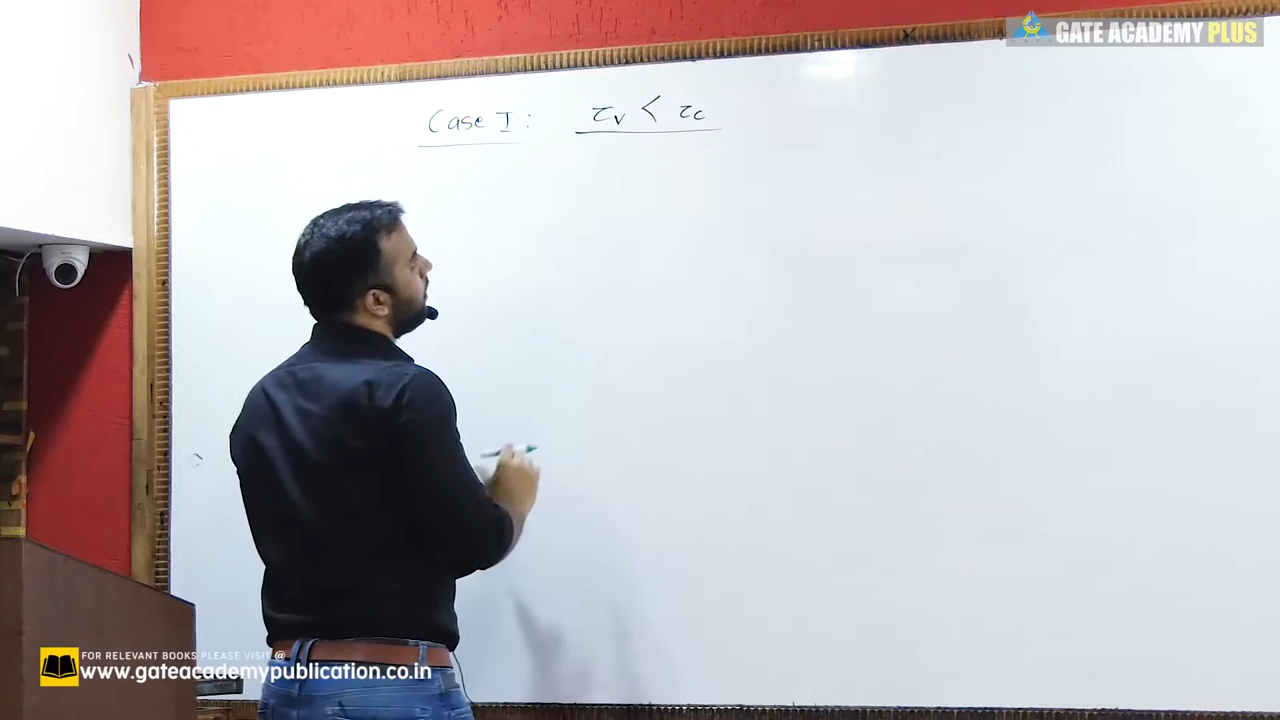 GATE ACADEMY PLUS
Case I : τv < τc
FOR RELEVANT BOOKS PLEASE VISIT @
www.gateacademypublication.co.in